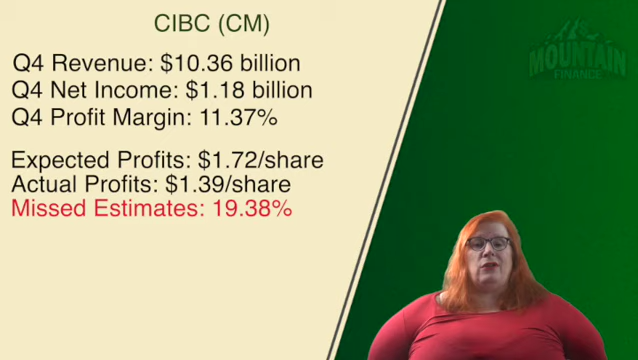 CIBC (CM)
Q4 Revenue: $10.36 billion
Q4 Net Income: $1.18 billion
Q4 Profit Margin: 11.37%
Expected Profits: $1.72/share
Actual Profits: $1.39/share
Missed Estimates: 19.38%
MOUNTAIN
FINANCE